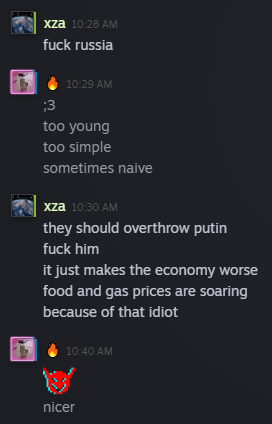 xza 10:28 AM
fuck russia
🔥 10:29 AM
;3
too young
too simple
sometimes naive
xza 10:30 AM
they should overthrow putin
fuck him
it just makes the economy worse
food and gas prices are soaring
because of that idiot
🔥 10:40 AM
nicer